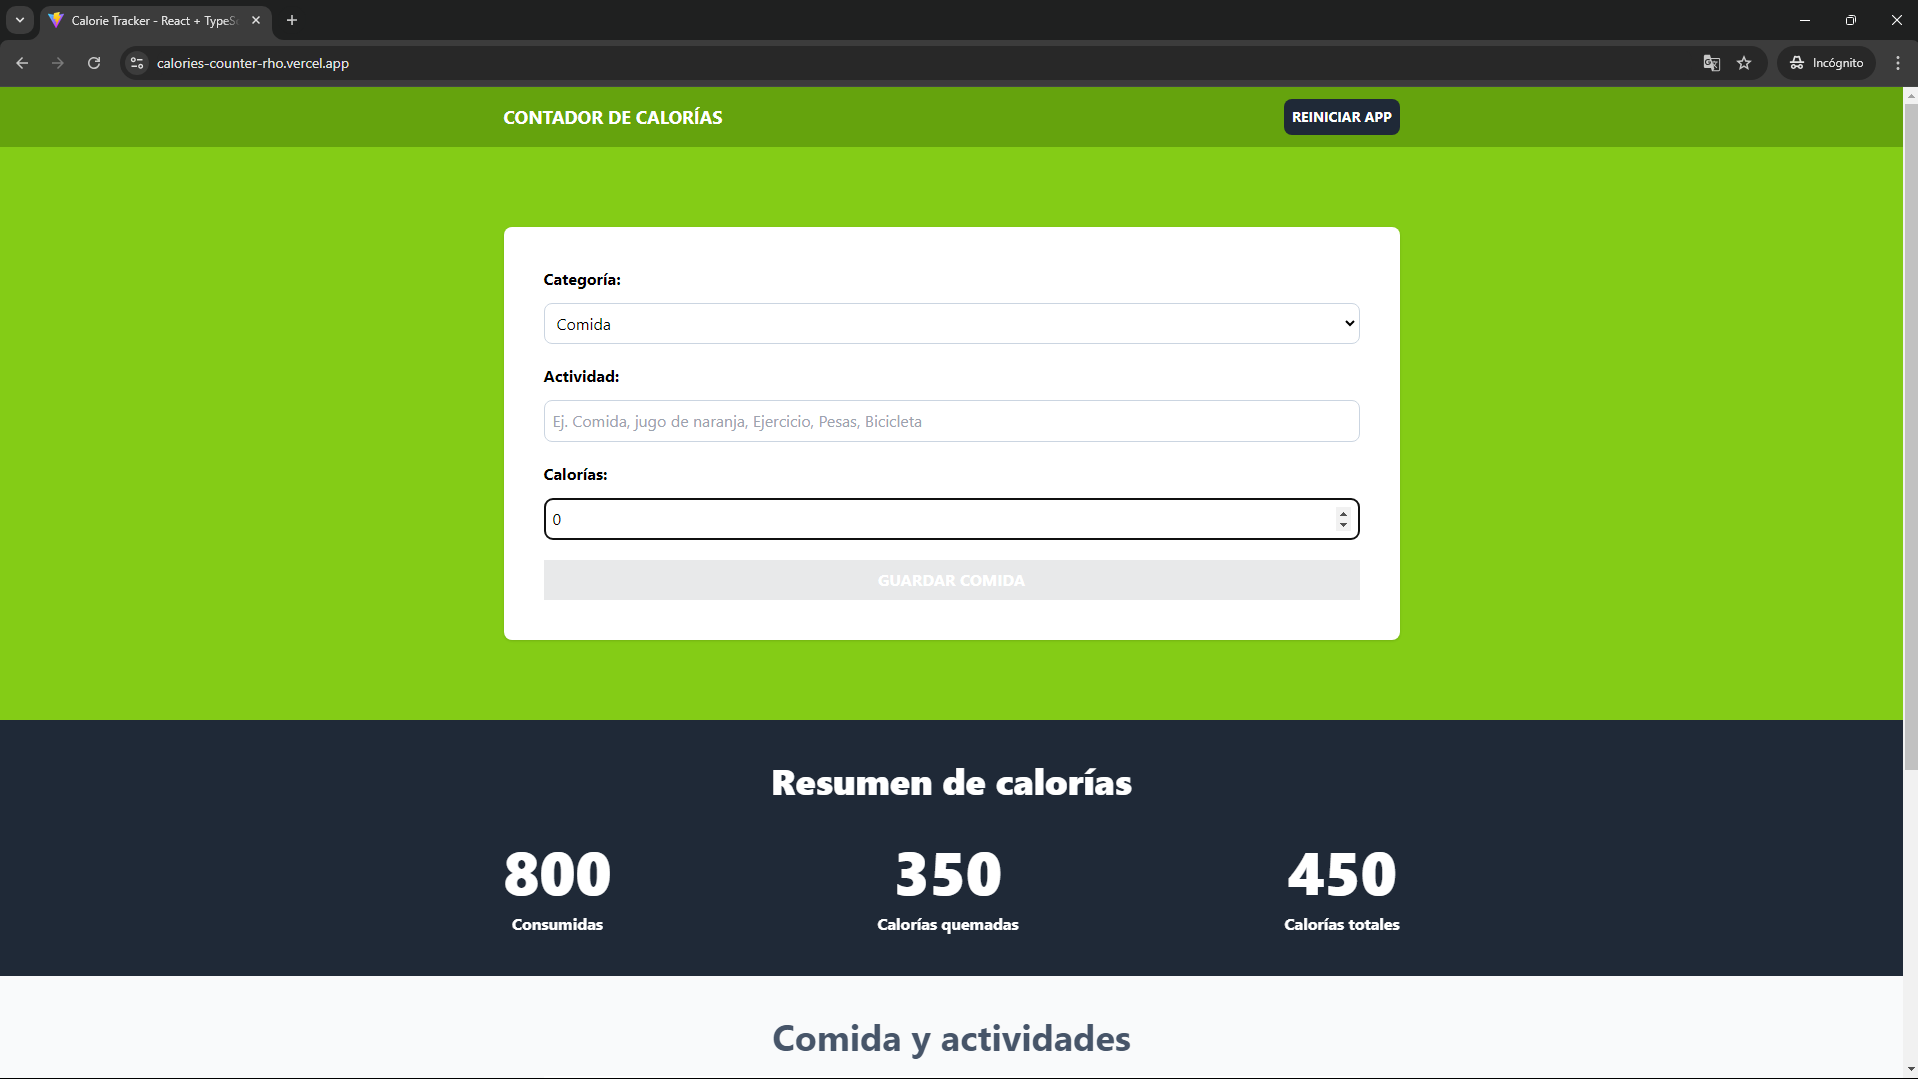 Calorie Tracker - React + TypeSc
calories-counter-rho.vercel.app
Incógnito
CONTADOR DE CALORÍAS
REINICIAR APP
Categoría:
Comida
Actividad:
Ej. Comida, jugo de naranja, Ejercicio, Pesas, Bicicleta
Calorías:
0
GUARDAR COMIDA
Resumen de calorías
800
350
450
Consumidas
Calorías quemadas
Calorías totales
Comida y actividades